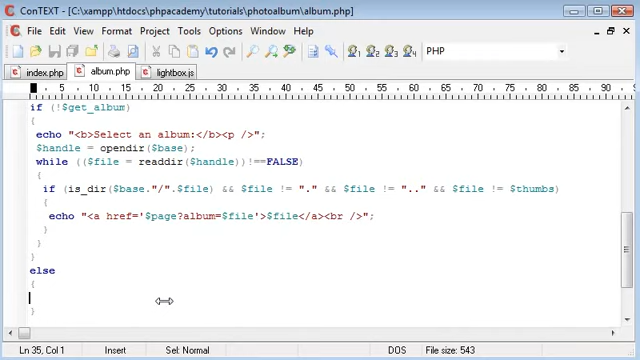 ConTEXT - [C:\xampp\htdocs\phpacademy\tutorials\photoalbum\album.php]
File Edit View Format Project Tools Options Window Help
PHP
index.php album.php lightbox.js
0 5 10 15 20 25 30 35 40 45 50 55 60 65 70 75 80 85 90
if (!$get_album)
{
echo "<b>Select an album:</b><p />";
$handle = opendir($base);
while (($file = readdir($handle))!==FALSE)
{
if (is_dir($base."/".$file) && $file != "." && $file != ".." && $file != $thumbs)
{
echo "<a href='$page?album=$file'>$file</a><br />";
}
}
}
else
{
}
Ln 35, Col 1 Insert Sel: Normal DOS File size: 543